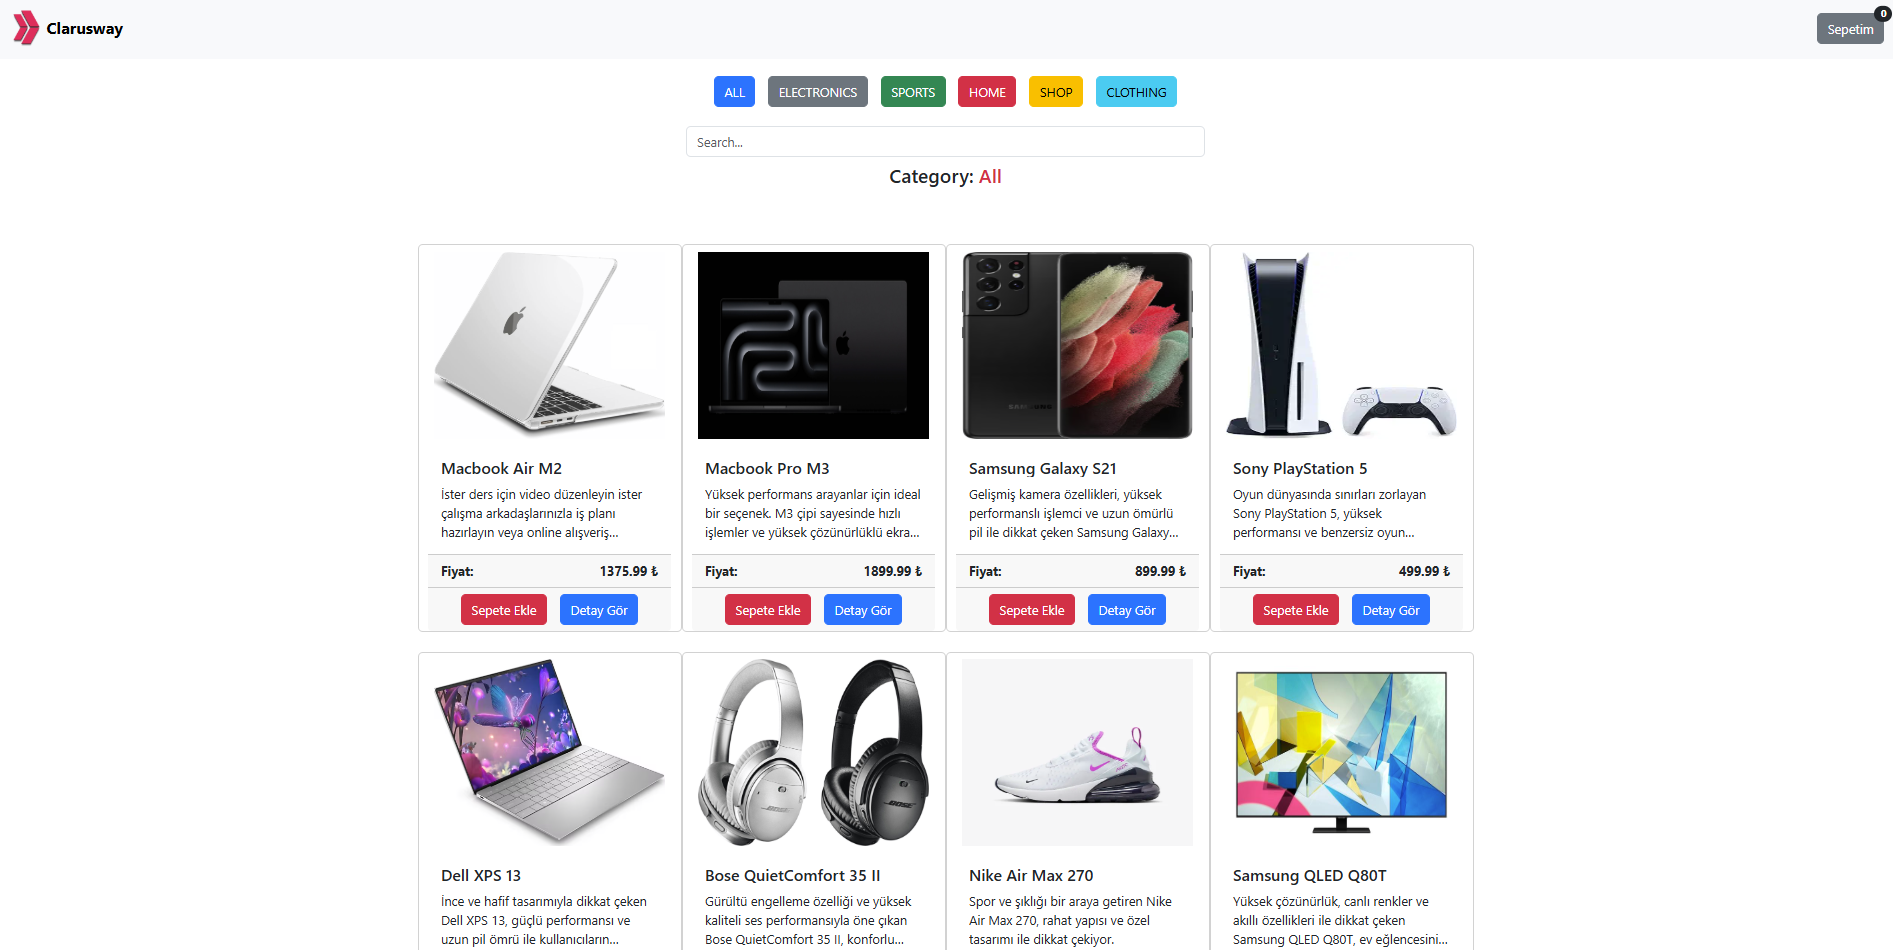 Clarusway
Sepetim
0
ALL
ELECTRONICS
SPORTS
HOME
SHOP
CLOTHING
Search...
Category: All
Macbook Air M2
İster ders için video düzenleyin ister
çalışma arkadaşlarınızla iş planı
hazırlayın veya online alışveriş...
Fiyat: 1375.99 ₺
Sepete Ekle Detay Gör
Macbook Pro M3
Yüksek performans arayanlar için ideal
bir seçenek. M3 çipi sayesinde hızlı
işlemler ve yüksek çözünürlüklü ekra...
Fiyat: 1899.99 ₺
Sepete Ekle Detay Gör
SAMSUNG
Samsung Galaxy S21
Gelişmiş kamera özellikleri, yüksek
performanslı işlemci ve uzun ömürlü
pil ile dikkat çeken Samsung Galaxy...
Fiyat: 899.99 ₺
Sepete Ekle Detay Gör
Sony PlayStation 5
Oyun dünyasında sınırları zorlayan
Sony PlayStation 5, yüksek
performansı ve benzersiz oyun...
Fiyat: 499.99 ₺
Sepete Ekle Detay Gör
Dell XPS 13
İnce ve hafif tasarımıyla dikkat çeken
Dell XPS 13, güçlü performansı ve
uzun pil ömrü ile kullanıcıların...
BOSE
BOSE
Bose QuietComfort 35 II
Gürültü engelleme özelliği ve yüksek
kaliteli ses performansıyla öne çıkan
Bose QuietComfort 35 II, konforlu...
Nike Air Max 270
Spor ve şıklığı bir araya getiren Nike
Air Max 270, rahat yapısı ve özel
tasarımı ile dikkat çekiyor.
Samsung QLED Q80T
Yüksek çözünürlük, canlı renkler ve
akıllı özellikleri ile dikkat çeken
Samsung QLED Q80T, ev eğlencesini...